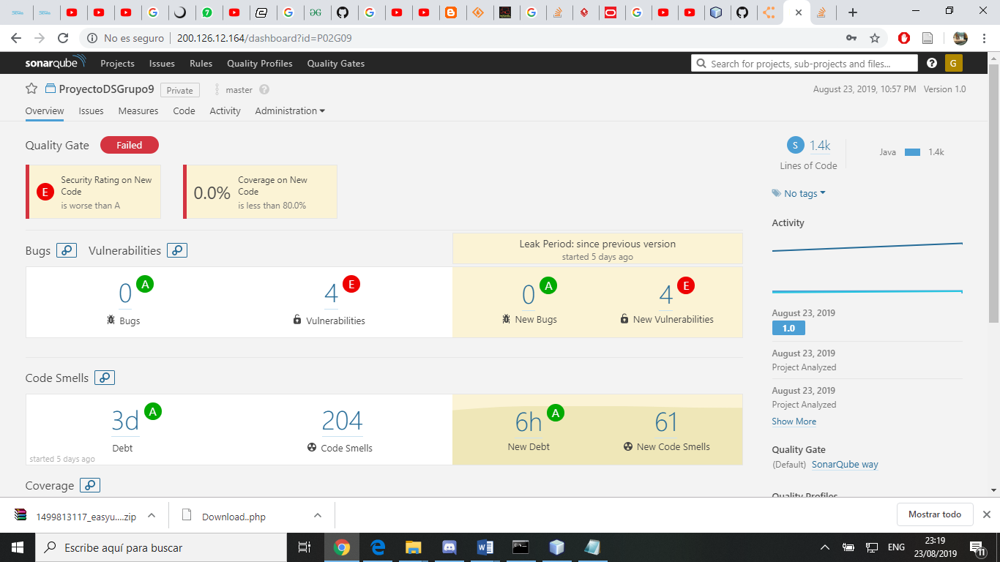 No es seguro | 200.126.12.164/dashboard?id=P02G09
sonarqube Projects Issues Rules Quality Profiles Quality Gates Search for projects, sub-projects and files... ? G
ProyectoDSGrupo9 Private master ? August 23, 2019, 10:57 PM Version 1.0
Overview Issues Measures Code Activity Administration
Quality Gate Failed
E Security Rating on New Code is worse than A
0.0% Coverage on New Code is less than 80.0%
S 1.4k
Lines of Code
Java 1.4k
No tags
Activity
Bugs Vulnerabilities
Leak Period: since previous version
started 5 days ago
0 A 4 E 0 A 4 E
Bugs Vulnerabilities New Bugs New Vulnerabilities
August 23, 2019
1.0
August 23, 2019
Project Analyzed
August 23, 2019
Project Analyzed
Show More
Code Smells
3d A 204 6h A 61
Debt Code Smells New Debt New Code Smells
started 5 days ago
Quality Gate
(Default) SonarQube way
Coverage
Quality Profiles
1499813117_easyu....zip Download..php Mostrar todo
Escribe aquí para buscar
ENG
23:19
23/08/2019
11